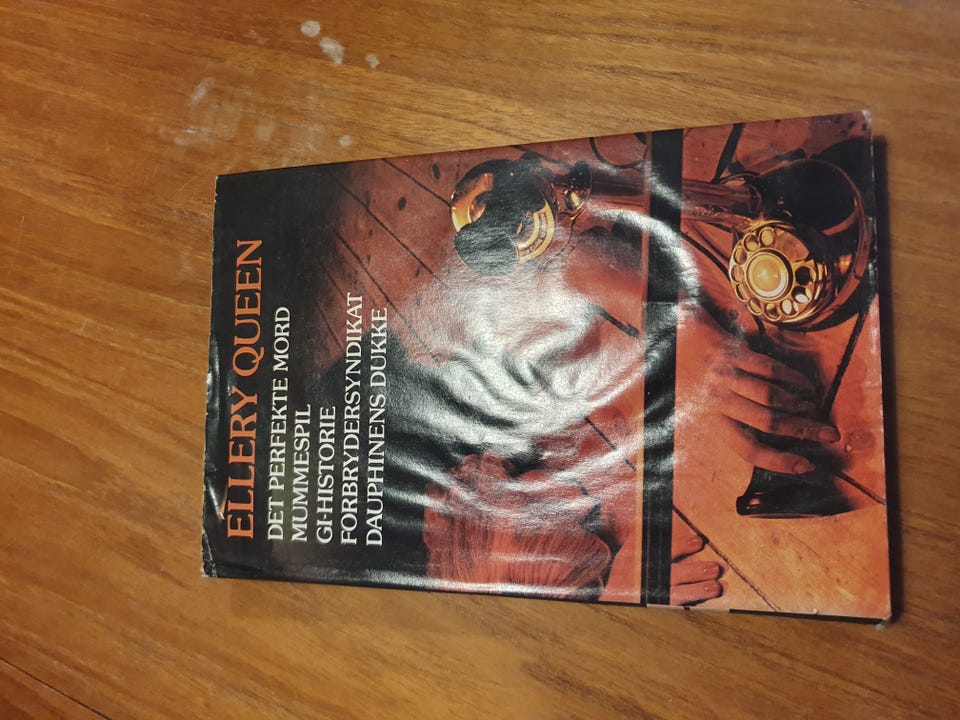 ELLERY QUEEN
DET PERFEKTE MORD
MUMMESPIL
GI-HISTORIE
FORBRYDERSYNDIKAT
DAUPHINENS DUKKE